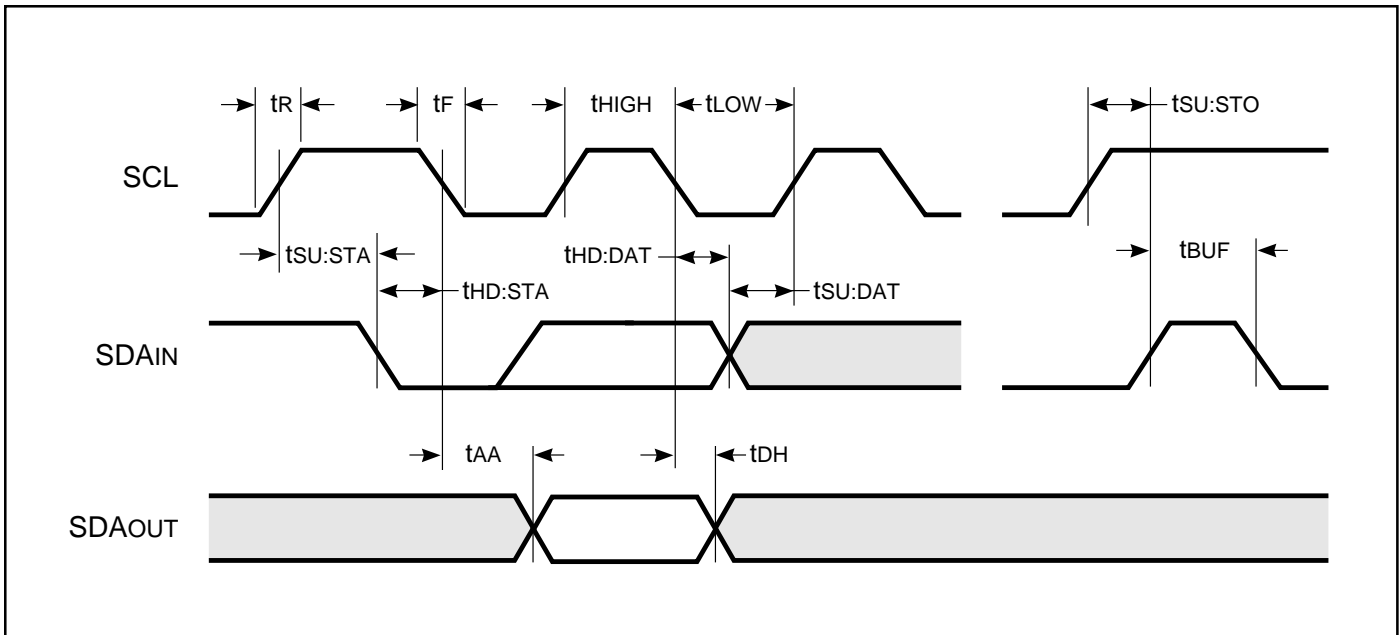 tR
tF
tHIGH
tLOW
tSU:STO
SCL
tSU:STA
tHD:DAT
tBUF
tHD:STA
tSU:DAT
SDAIN
tAA
tDH
SDAOUT